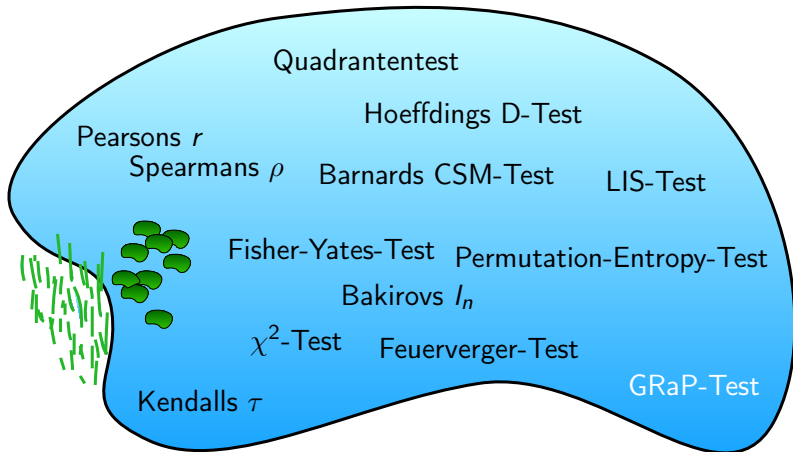 Quadrantentest
Hoeffdings D-Test
Pearsons r
Spearmans ρ
Barnards CSM-Test
LIS-Test
Fisher-Yates-Test
Permutation-Entropy-Test
Bakirovs Iₙ
χ²-Test
Feuerverger-Test
GRaP-Test
Kendalls τ